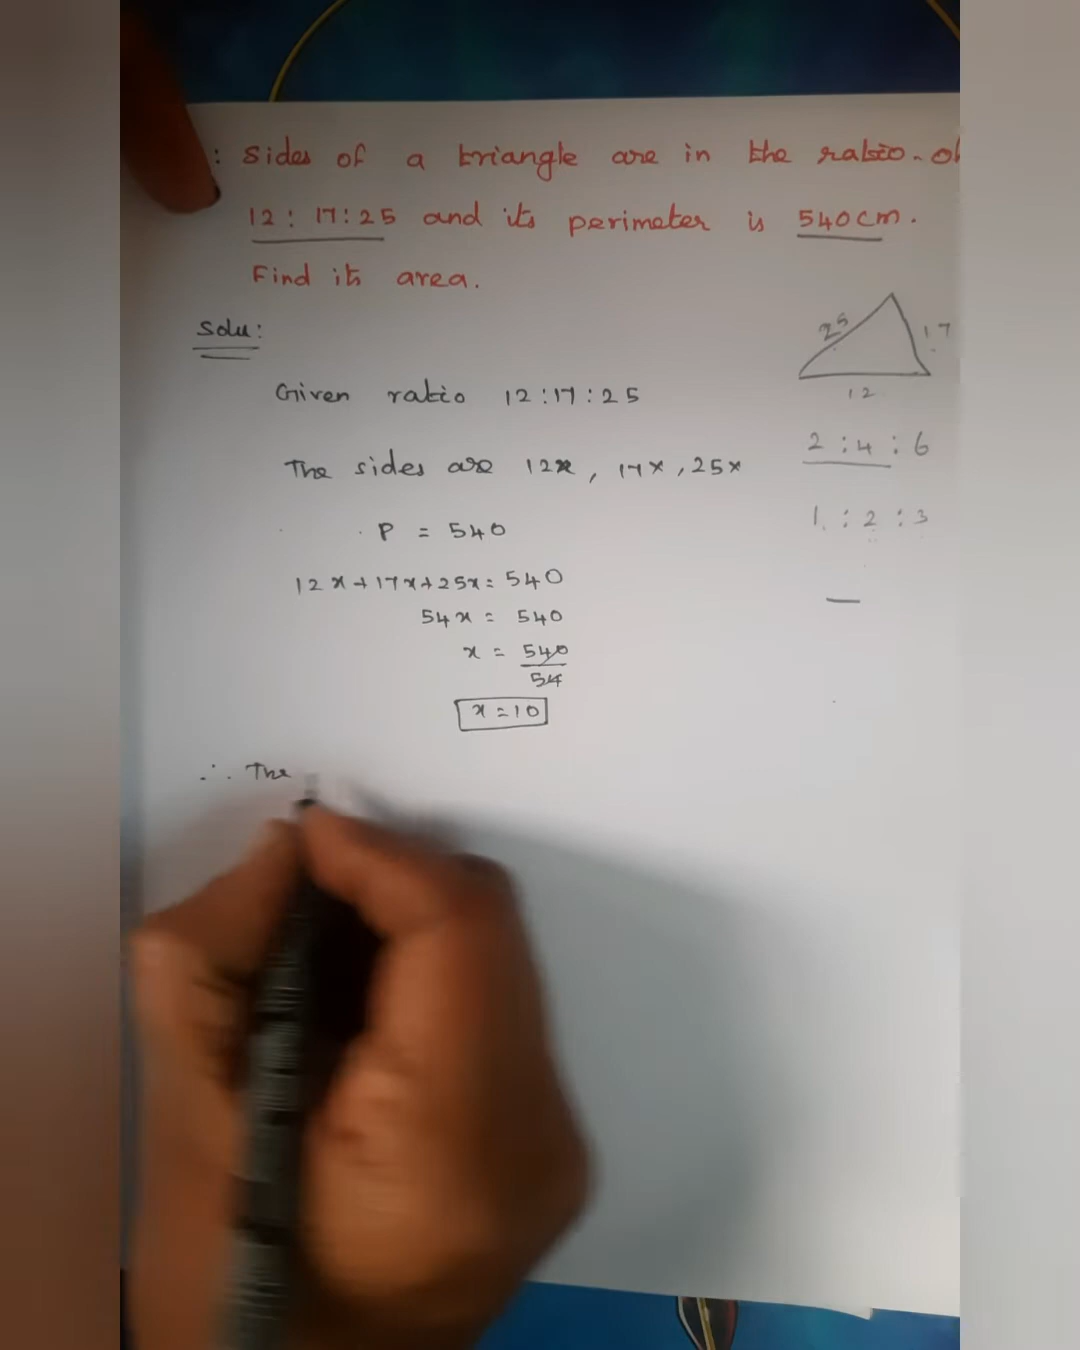 : Sides of a triangle are in the ratio. of
12 : 17 : 25 and its perimeter is 540cm.
Find its area.
Solu:
25
17
12
Given ratio 12 : 17 : 25
2 : 4 : 6
The sides are 12x, 17x, 25x
1 : 2 : 3
P = 540
12x+17x+25x = 540
54x = 540
x = 540
54
x = 10
∴ The